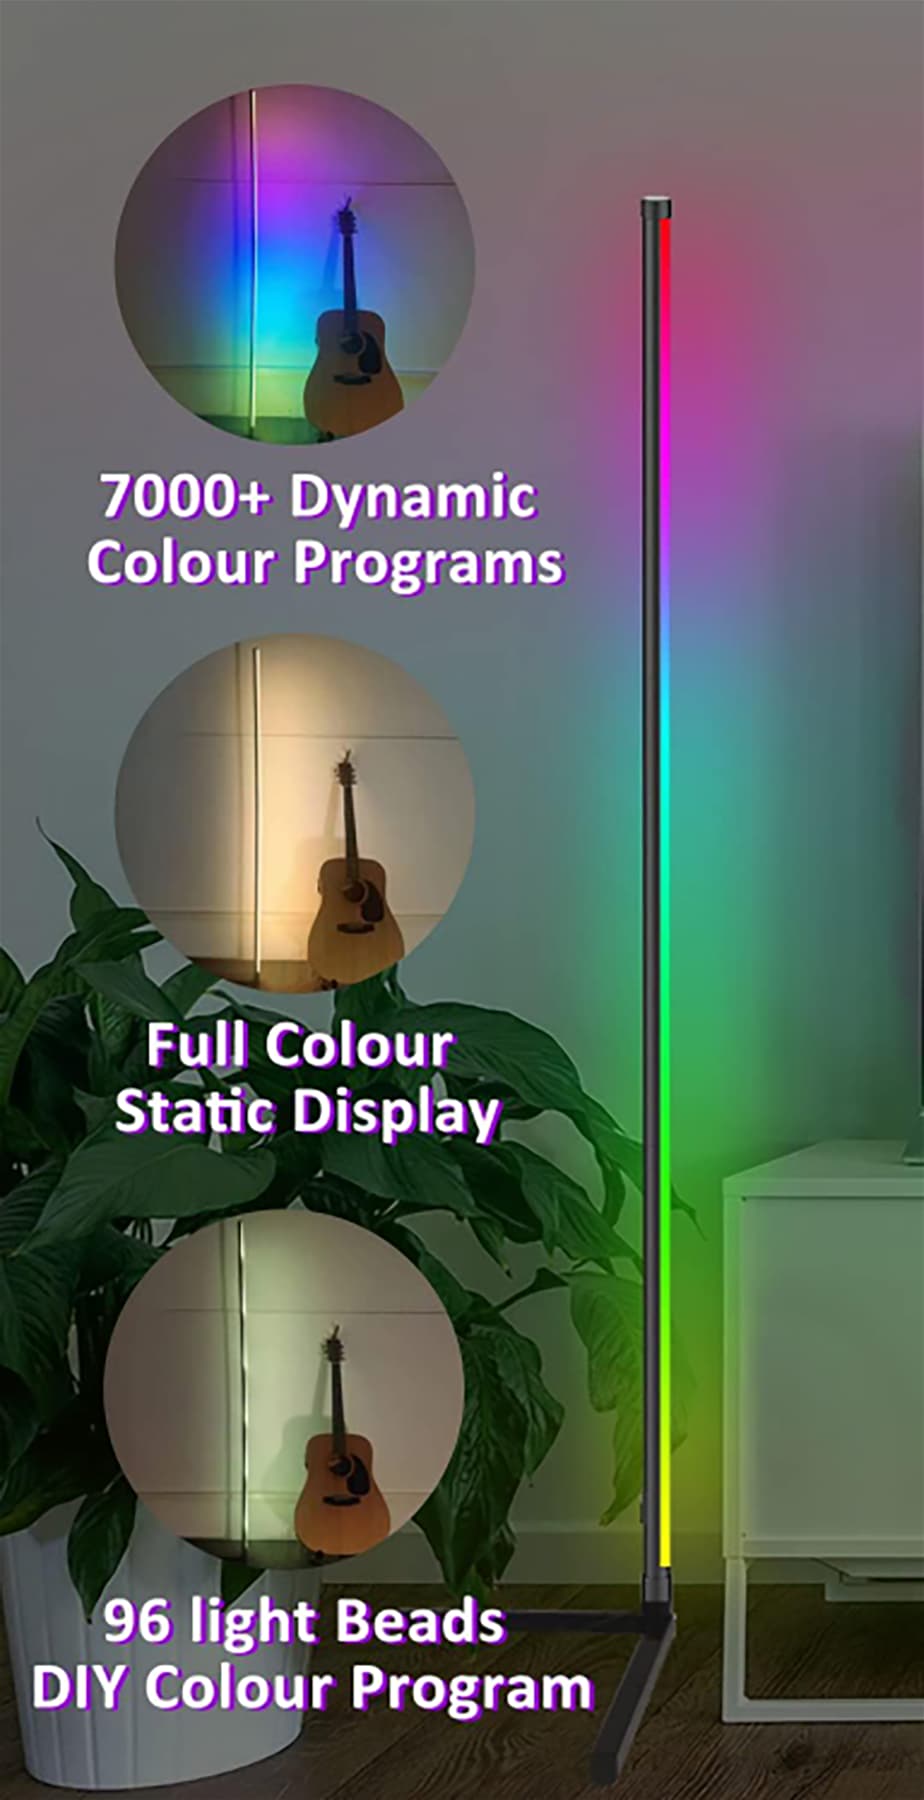 7000+ Dynamic
Colour Programs
Full Colour
Static Display
96 light Beads
DIY Colour Program